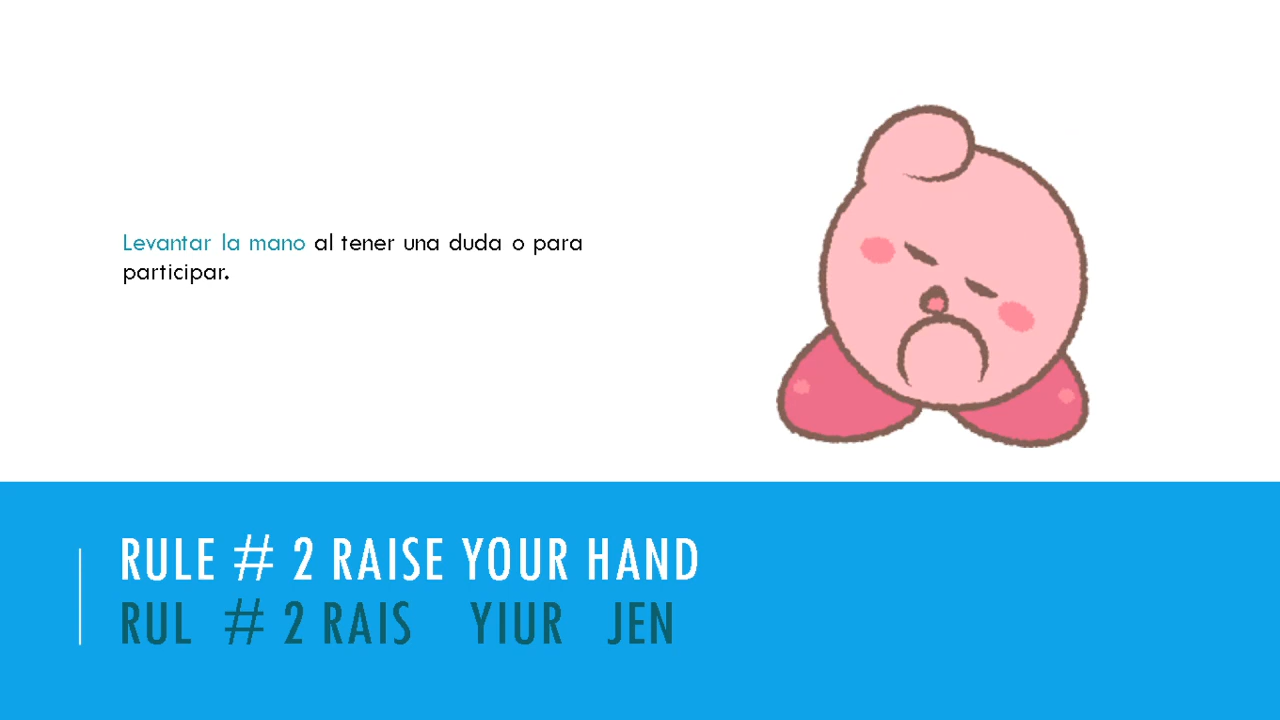 Levantar la mano al tener una duda o para
participar.
RULE # 2 RAISE YOUR HAND
RUL # 2 RAIS YIUR JEN